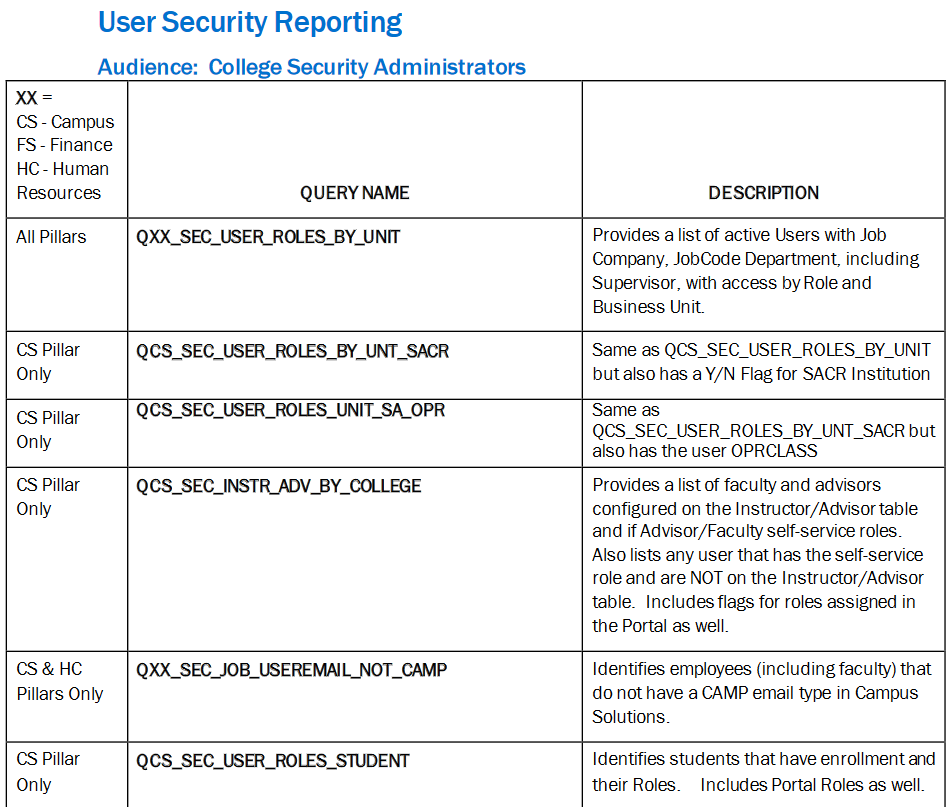 User Security Reporting
Audience:  College Security Administrators
XX =
CS - Campus
FS - Finance
HC - Human
Resources
QUERY NAME
DESCRIPTION
All Pillars
QXX_SEC_USER_ROLES_BY_UNIT
Provides a list of active Users with Job
Company, JobCode Department, including
Supervisor, with access by Role and
Business Unit.
CS Pillar
Only
QCS_SEC_USER_ROLES_BY_UNT_SACR
Same as QCS_SEC_USER_ROLES_BY_UNIT
but also has a Y/N Flag for SACR Institution
CS Pillar
Only
QCS_SEC_USER_ROLES_UNIT_SA_OPR
Same as
QCS_SEC_USER_ROLES_BY_UNT_SACR but
also has the user OPRCLASS
CS Pillar
Only
QCS_SEC_INSTR_ADV_BY_COLLEGE
Provides a list of faculty and advisors
configured on the Instructor/Advisor table
and if Advisor/Faculty self-service roles.
Also lists any user that has the self-service
role and are NOT on the Instructor/Advisor
table.  Includes flags for roles assigned in
the Portal as well.
CS & HC
Pillars Only
QXX_SEC_JOB_USEREMAIL_NOT_CAMP
Identifies employees (including faculty) that
do not have a CAMP email type in Campus
Solutions.
CS Pillar
Only
QCS_SEC_USER_ROLES_STUDENT
Identifies students that have enrollment and
their Roles.    Includes Portal Roles as well.